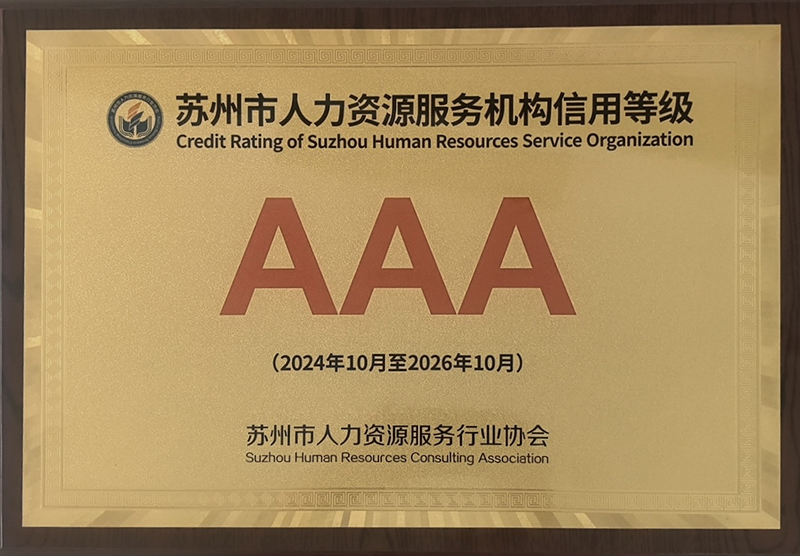 苏州市人力资源服务机构信用等级
Credit Rating of Suzhou Human Resources Service Organization
AAA
（2024年10月至2026年10月）
苏州市人力资源服务行业协会
Suzhou Human Resources Consulting Association